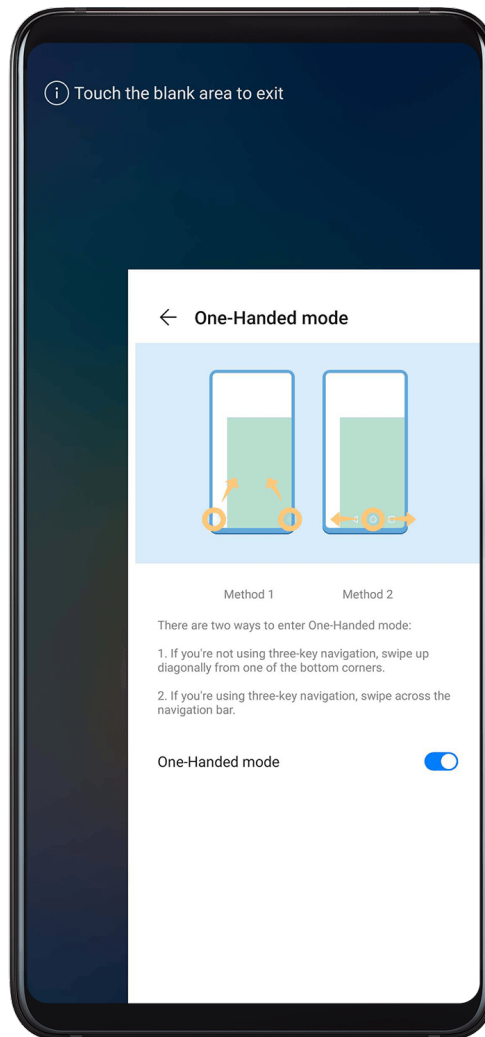 Touch the blank area to exit
One-Handed mode
Method 1
Method 2
There are two ways to enter One-Handed mode:
1. If you're not using three-key navigation, swipe up
diagonally from one of the bottom corners.
2. If you're using three-key navigation, swipe across the
navigation bar.
One-Handed mode